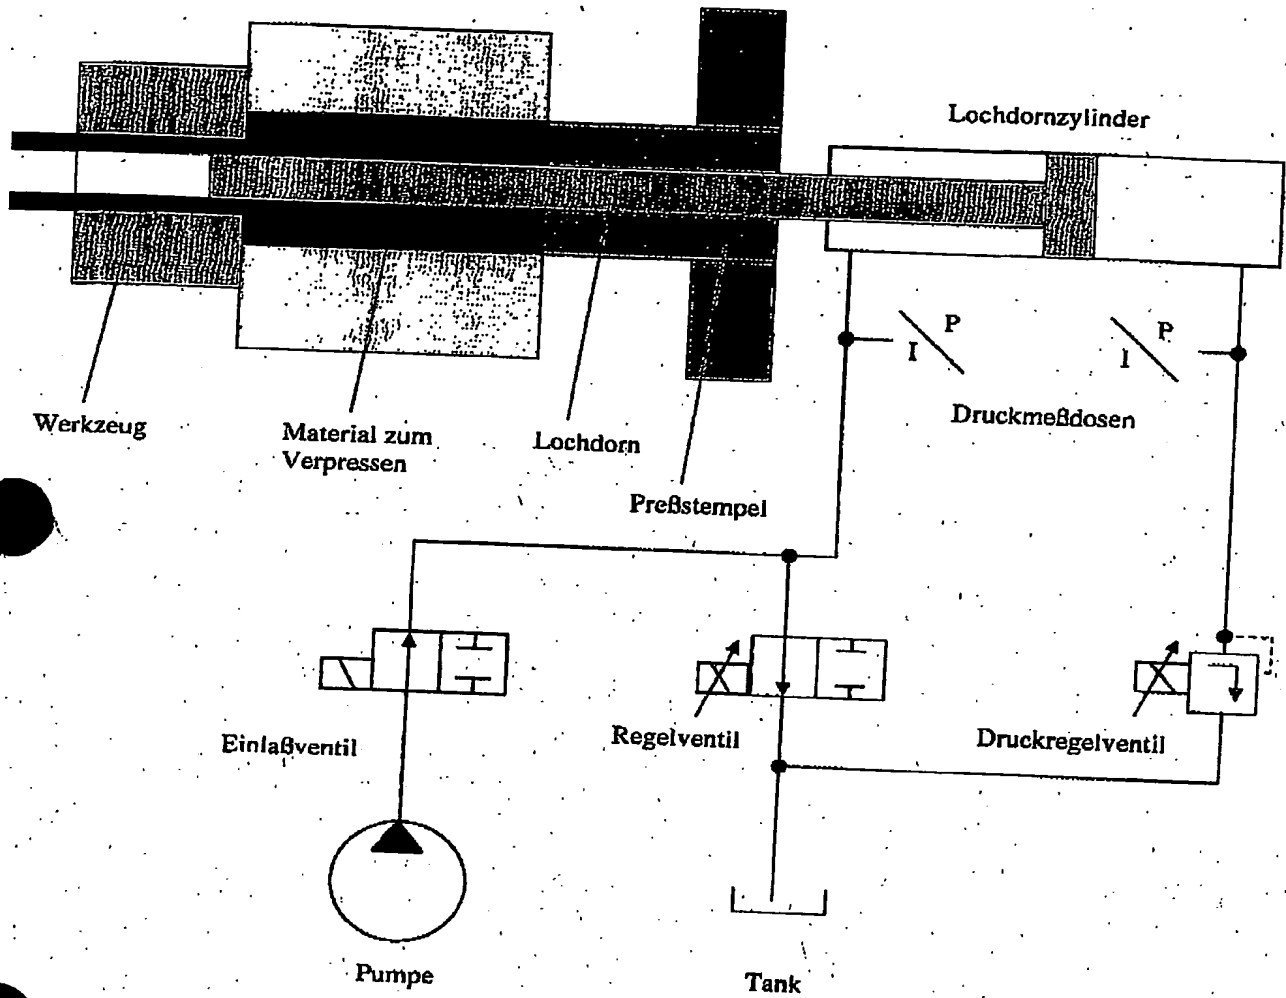 Lochdornzylinder
P
I
P
I
Druckmeßdosen
Werkzeug
Material zum
Verpressen
Lochdorn
Preßstempel
Einlaßventil
Regelventil
Druckregelventil
Pumpe
Tank